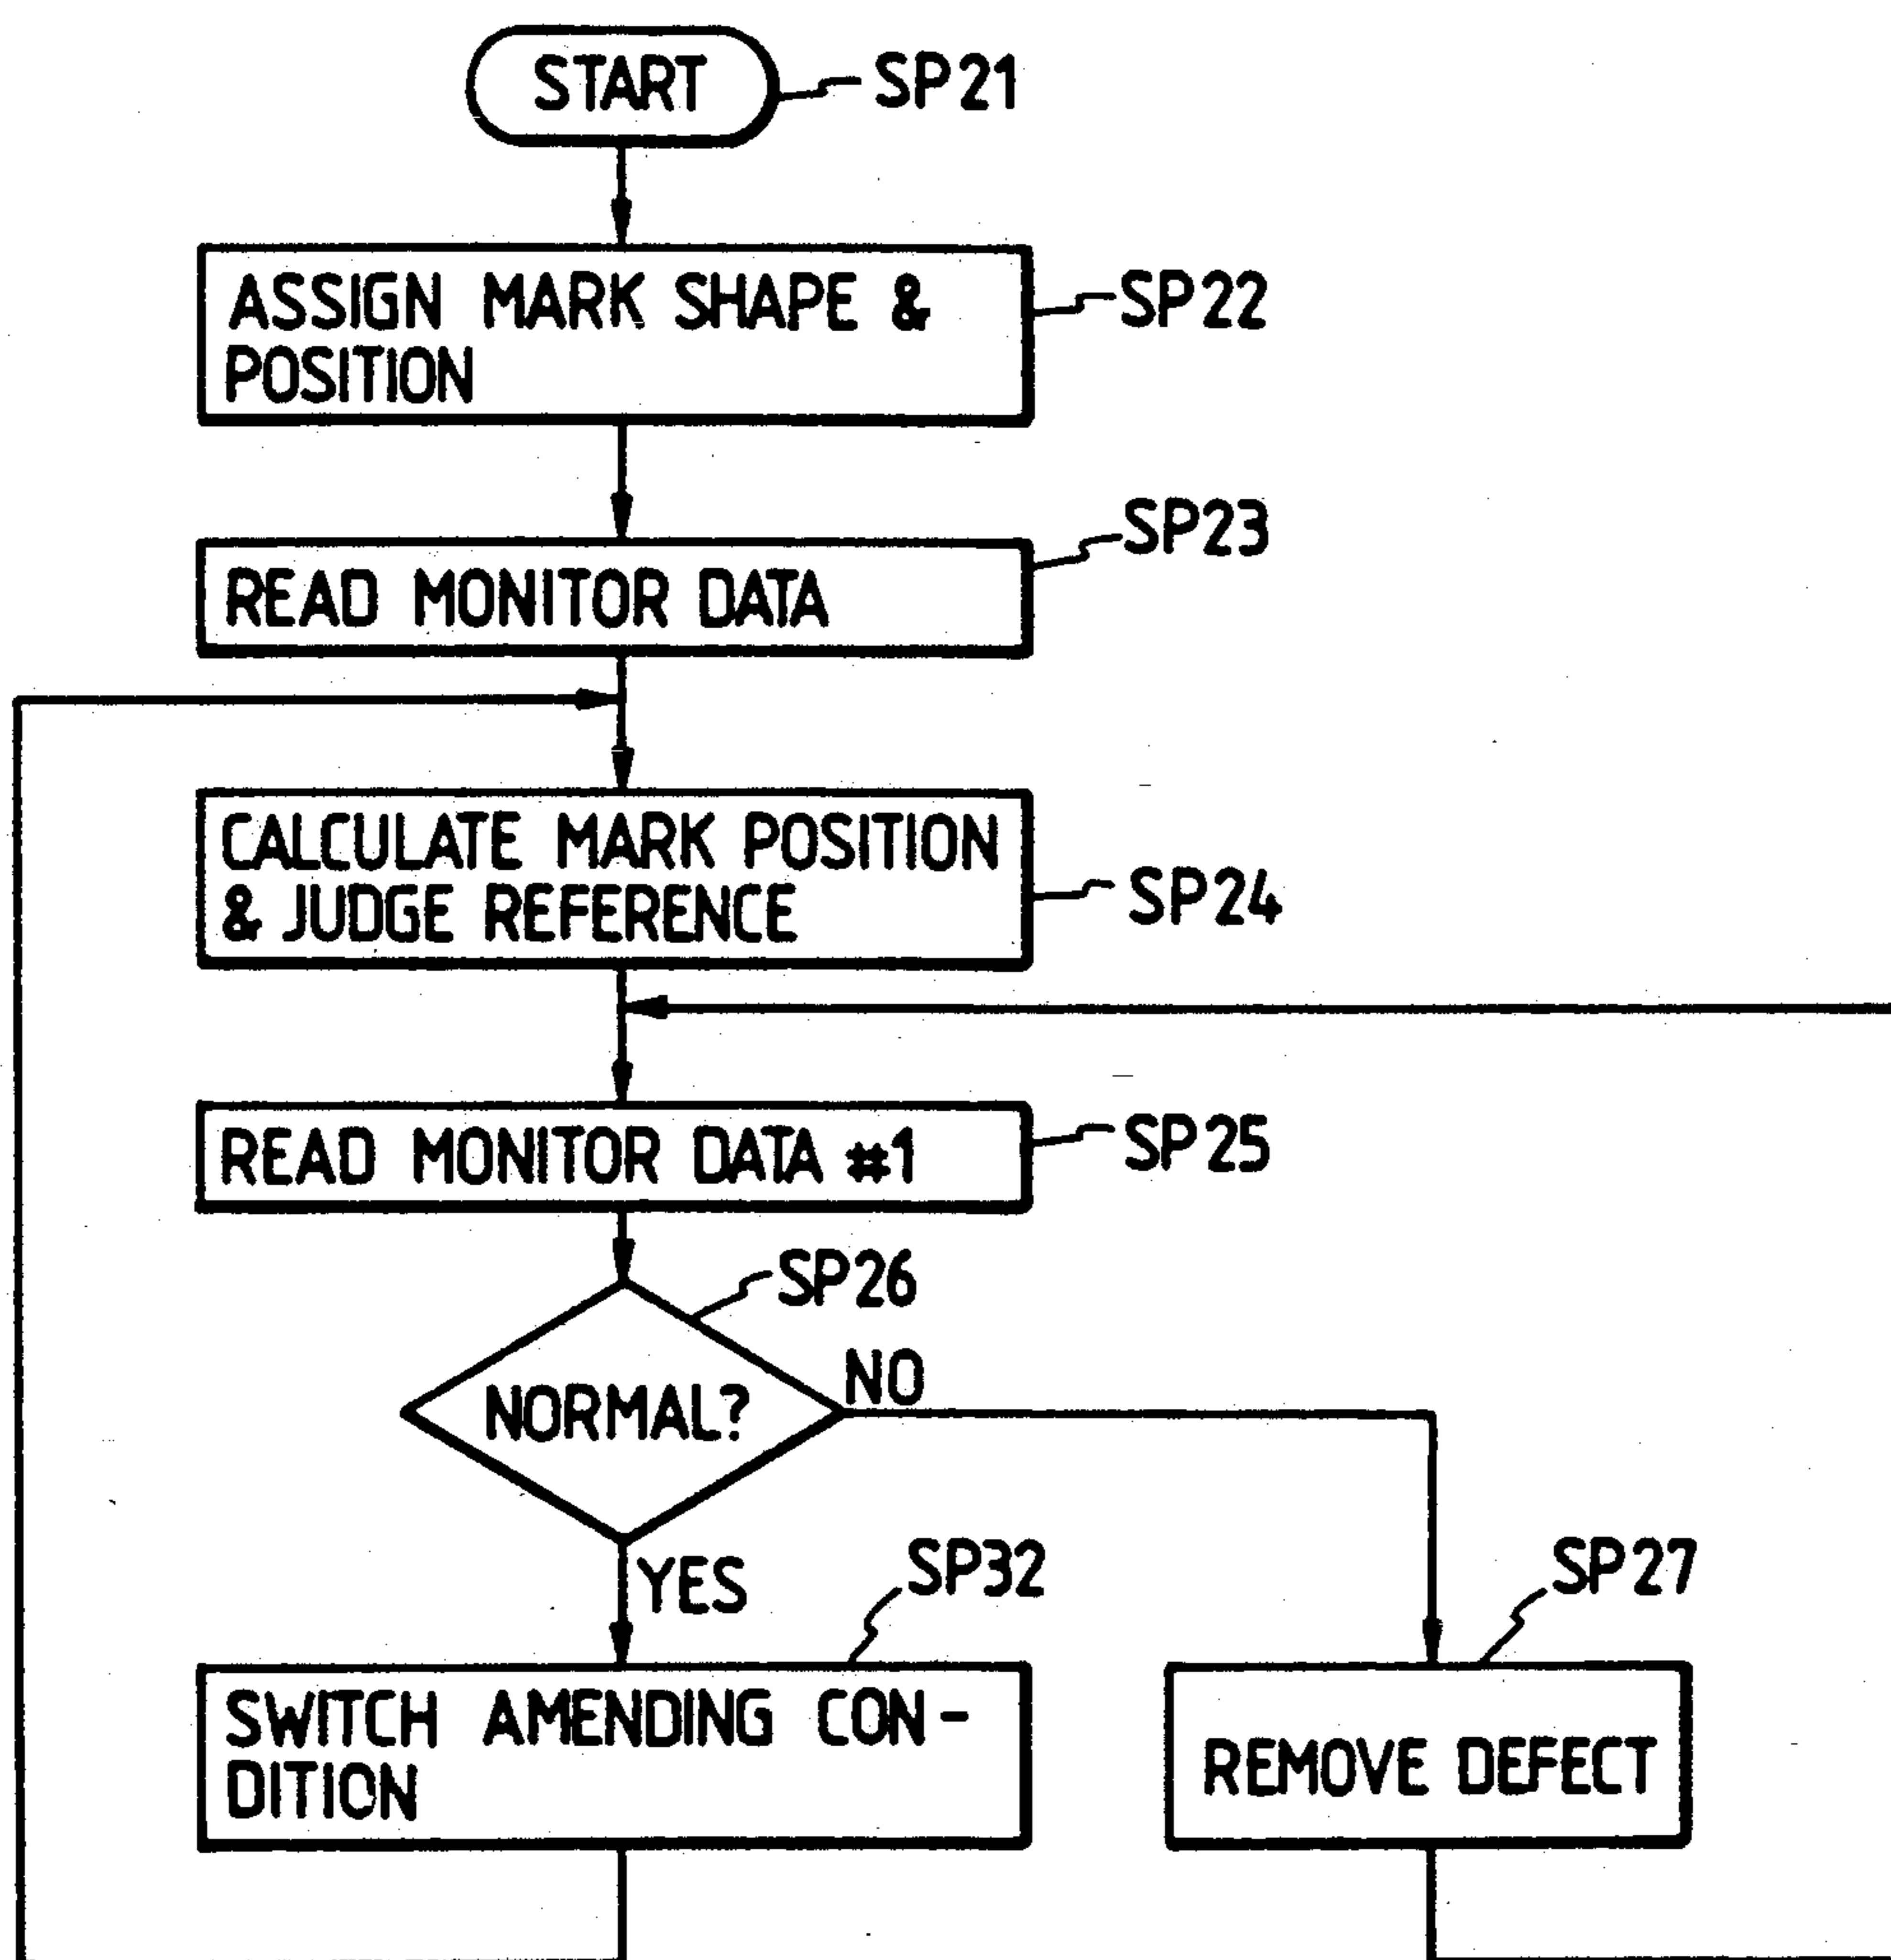 START
SP21
ASSIGN MARK SHAPE &
POSITION
SP22
SP23
READ MONITOR DATA
CALCULATE MARK POSITION
& JUDGE REFERENCE
SP24
READ MONITOR DATA #1
SP25
SP26
NORMAL?
NO
YES
SP32
SP27
SWITCH AMENDING CON-
DITION
REMOVE DEFECT